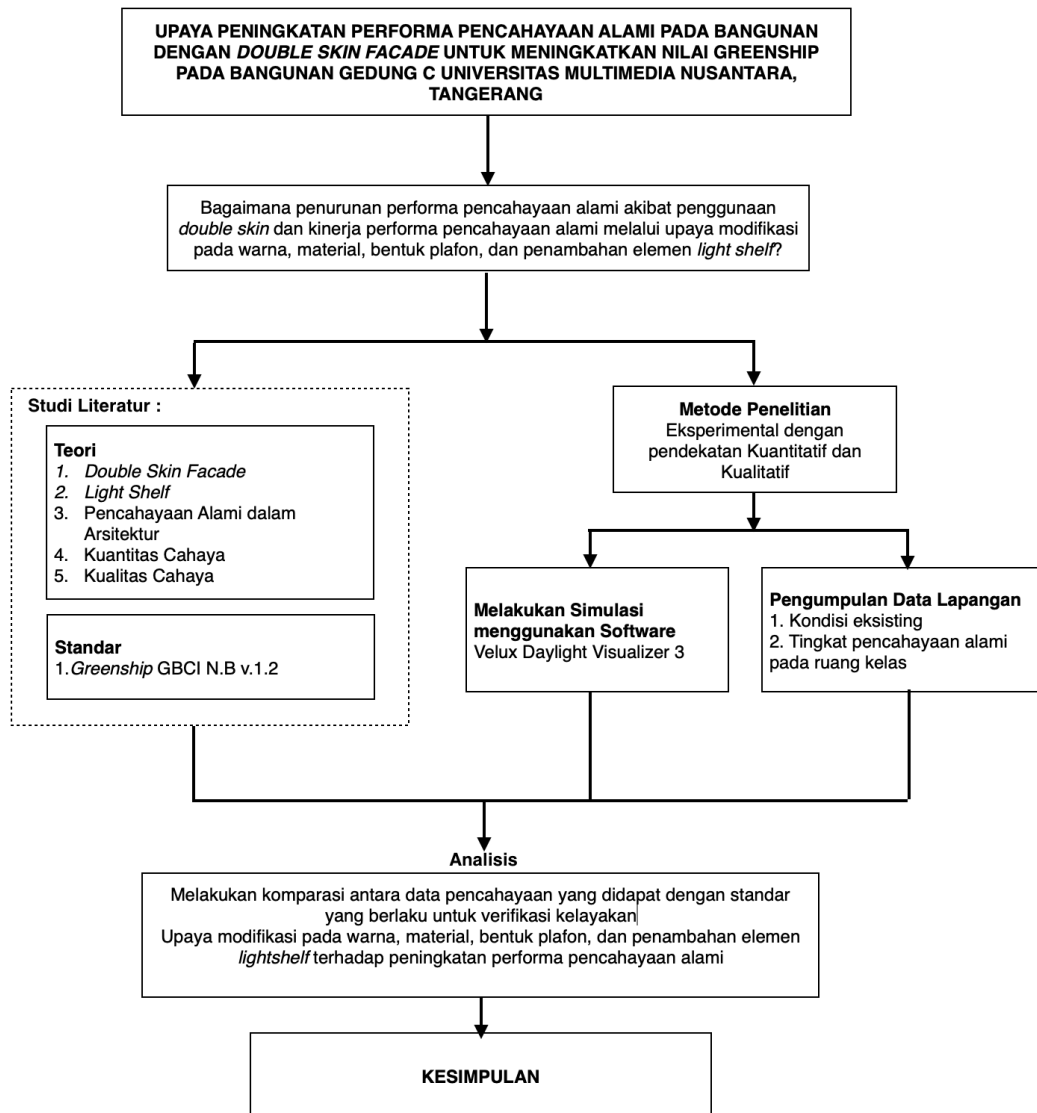 UPAYA PENINGKATAN PERFORMA PENCAHAYAAN ALAMI PADA BANGUNAN
DENGAN DOUBLE SKIN FACADE UNTUK MENINGKATKAN NILAI GREENSHIP
PADA BANGUNAN GEDUNG C UNIVERSITAS MULTIMEDIA NUSANTARA,
TANGERANG
Bagaimana penurunan performa pencahayaan alami akibat penggunaan
double skin dan kinerja performa pencahayaan alami melalui upaya modifikasi
pada warna, material, bentuk plafon, dan penambahan elemen light shelf?
Studi Literatur :
Teori
1. Double Skin Facade
2. Light Shelf
3. Pencahayaan Alami dalam
Arsitektur
4. Kuantitas Cahaya
5. Kualitas Cahaya
Standar
1.Greenship GBCI N.B v.1.2
Metode Penelitian
Eksperimental dengan
pendekatan Kuantitatif dan
Kualitatif
Melakukan Simulasi
menggunakan Software
Velux Daylight Visualizer 3
Pengumpulan Data Lapangan
1. Kondisi eksisting
2. Tingkat pencahayaan alami
pada ruang kelas
Analisis
Melakukan komparasi antara data pencahayaan yang didapat dengan standar
yang berlaku untuk verifikasi kelayakan
Upaya modifikasi pada warna, material, bentuk plafon, dan penambahan elemen
lightshelf terhadap peningkatan performa pencahayaan alami
KESIMPULAN